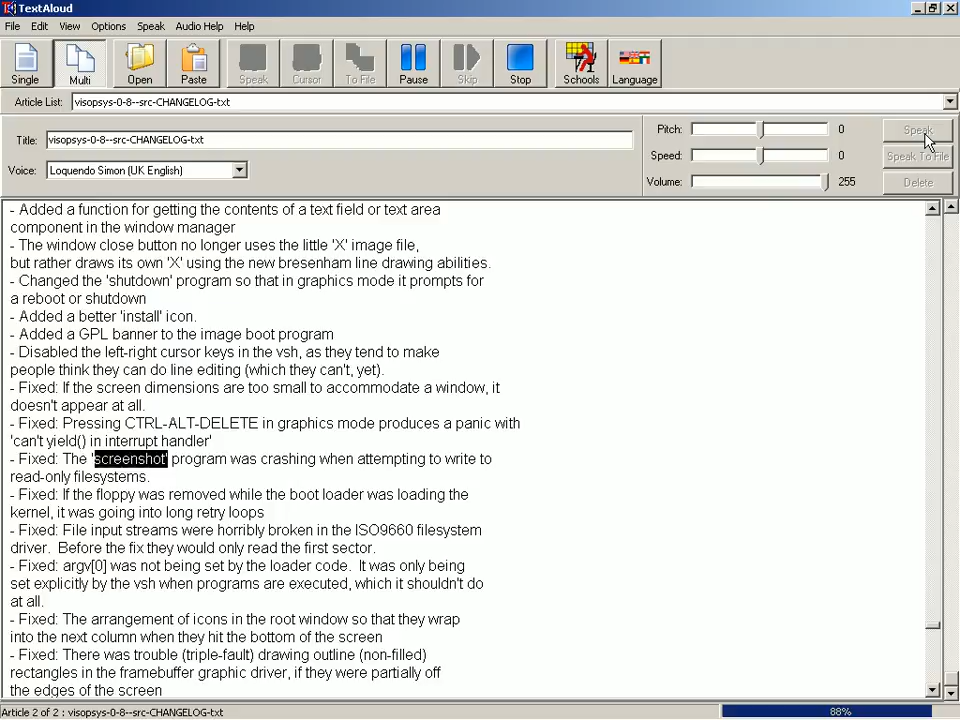 TextAloud
File Edit View Options Speak Audio Help Help
Single Multi Open Paste Speak Cursor To File Pause Skip Stop Schools Language
Article List: visopsys-0-8--src-CHANGELOG-txt
Title: visopsys-0-8--src-CHANGELOG-txt
Voice: Loquendo Simon (UK English)
Pitch: 0 Speak
Speed: 0 Speak To File
Volume: 255 Delete
- Added a function for getting the contents of a text field or text area
component in the window manager
- The window close button no longer uses the little 'X' image file,
but rather draws its own 'X' using the new bresenham line drawing abilities.
- Changed the 'shutdown' program so that in graphics mode it prompts for
a reboot or shutdown
- Added a better 'install' icon.
- Added a GPL banner to the image boot program
- Disabled the left-right cursor keys in the vsh, as they tend to make
people think they can do line editing (which they can't, yet).
- Fixed: If the screen dimensions are too small to accommodate a window, it
doesn't appear at all.
- Fixed: Pressing CTRL-ALT-DELETE in graphics mode produces a panic with
'can't yield() in interrupt handler'
- Fixed: The 'screenshot' program was crashing when attempting to write to
read-only filesystems.
- Fixed: If the floppy was removed while the boot loader was loading the
kernel, it was going into long retry loops
- Fixed: File input streams were horribly broken in the ISO9660 filesystem
driver.  Before the fix they would only read the first sector.
- Fixed: argv[0] was not being set by the loader code.  It was only being
set explicitly by the vsh when programs are executed, which it shouldn't do
at all.
- Fixed: The arrangement of icons in the root window so that they wrap
into the next column when they hit the bottom of the screen
- Fixed: There was trouble (triple-fault) drawing outline (non-filled)
rectangles in the framebuffer graphic driver, if they were partially off
the edges of the screen
Article 2 of 2 : visopsys-0-8--src-CHANGELOG-txt 88%